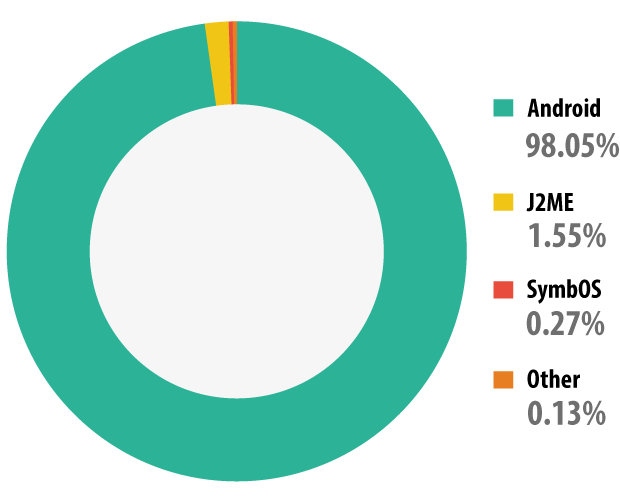 Android
98.05%
J2ME
1.55%
SymbOS
0.27%
Other
0.13%